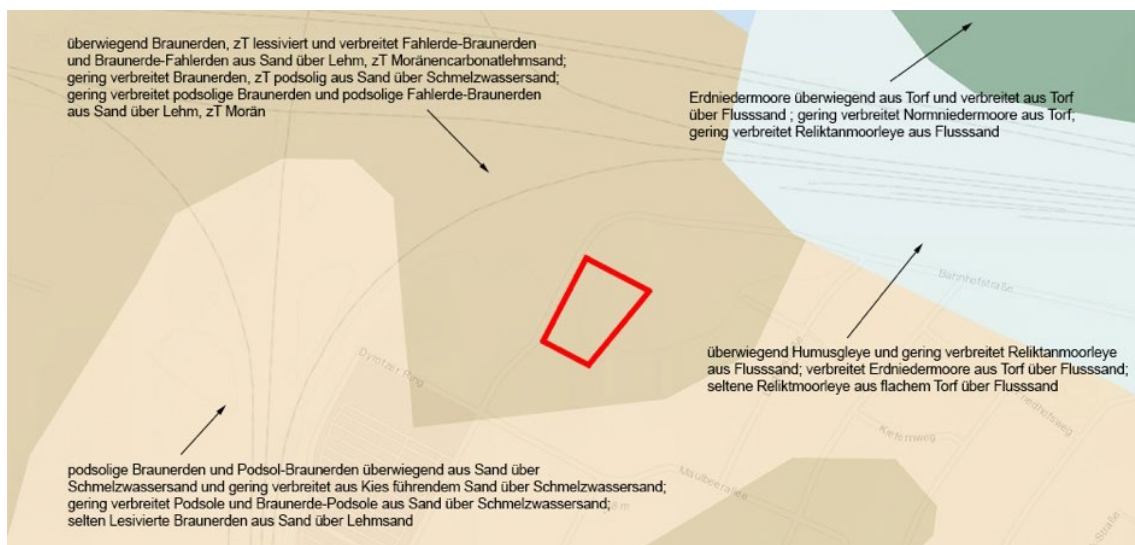 überwiegend Braunerden, zT lessiviert und verbreitet Fahlerde-Braunerden
und Braunerde-Fahlerden aus Sand über Lehm, zT Moränencarbonatlehmsand;
gering verbreitet Braunerden, zT podsolig aus Sand über Schmelzwassersand;
gering verbreitet podsolige Braunerden und podsolige Fahlerde-Braunerden
aus Sand über Lehm, zT Morän
Erdniedermoore überwiegend aus Torf und verbreitet aus Torf
über Flusssand ; gering verbreitet Normniedermoore aus Torf,
gering verbreitet Reliktanmoorleye aus Flusssand
Bahnhofstraße
überwiegend Humusgleye und gering verbreitet Reliktanmoorleye
aus Flusssand; verbreitet Erdniedermoore aus Torf über Flusssand;
seltene Reliktmoorleye aus flachem Torf über Flusssand
Dyrotzer Ring
Kiefernweg
Maulbeerallee
podsolige Braunerden und Podsol-Braunerden überwiegend aus Sand über
Schmelzwassersand und gering verbreitet aus Kies führendem Sand über Schmelzwassersand;
gering verbreitet Podsole und Braunerde-Podsole aus Sand über Schmelzwassersand;
selten Lesivierte Braunerden aus Sand über Lehmsand